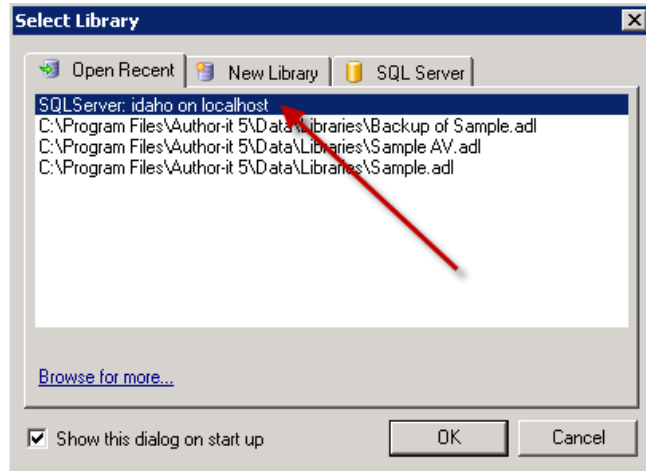 Select Library
Open Recent
New Library
SQL Server
SQLServer: idaho on localhost
C:\Program Files\Author-it 5\Data\Libraries\Backup of Sample.adl
C:\Program Files\Author-it 5\Data\Libraries\Sample AV.adl
C:\Program Files\Author-it 5\Data\Libraries\Sample.adl
Browse for more...
Show this dialog on start up
OK
Cancel